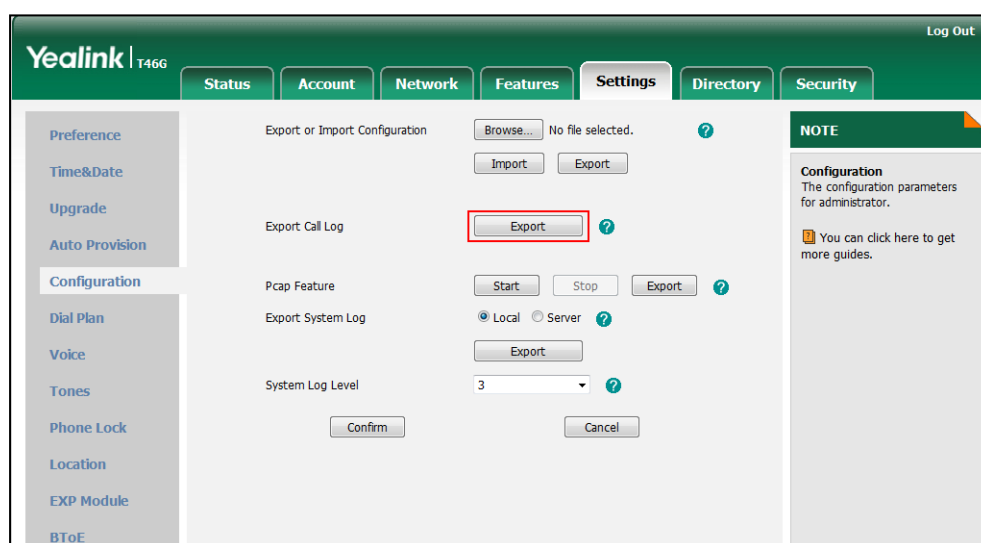 Log Out
Yealink | T46G
Status Account Network Features Settings Directory Security
Preference
Time&Date
Upgrade
Auto Provision
Configuration
Dial Plan
Voice
Tones
Phone Lock
Location
EXP Module
BToE
Export or Import Configuration Browse... No file selected. ?
Import Export
Export Call Log Export ?
Pcap Feature Start Stop Export ?
Export System Log Local Server ?
Export
System Log Level 3 ?
Confirm Cancel
NOTE
Configuration
The configuration parameters
for administrator.
? You can click here to get
more guides.